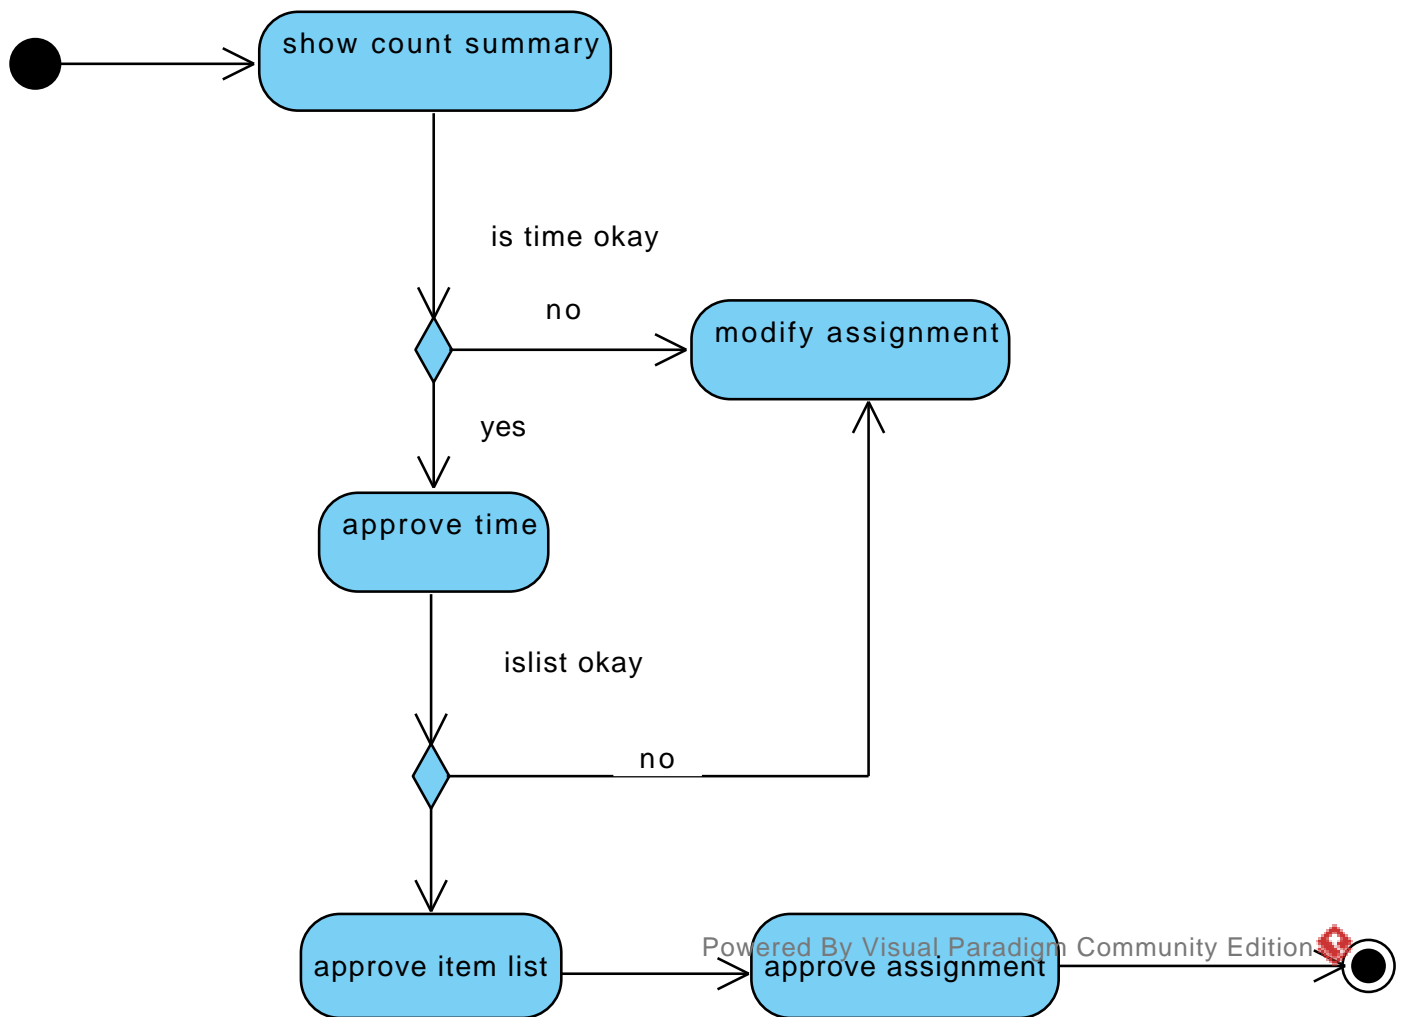 show count summary
is time okay
no
modify assignment
yes
approve time
islist okay
no
Powered By Visual Paradigm Community Edition
approve item list
approve assignment